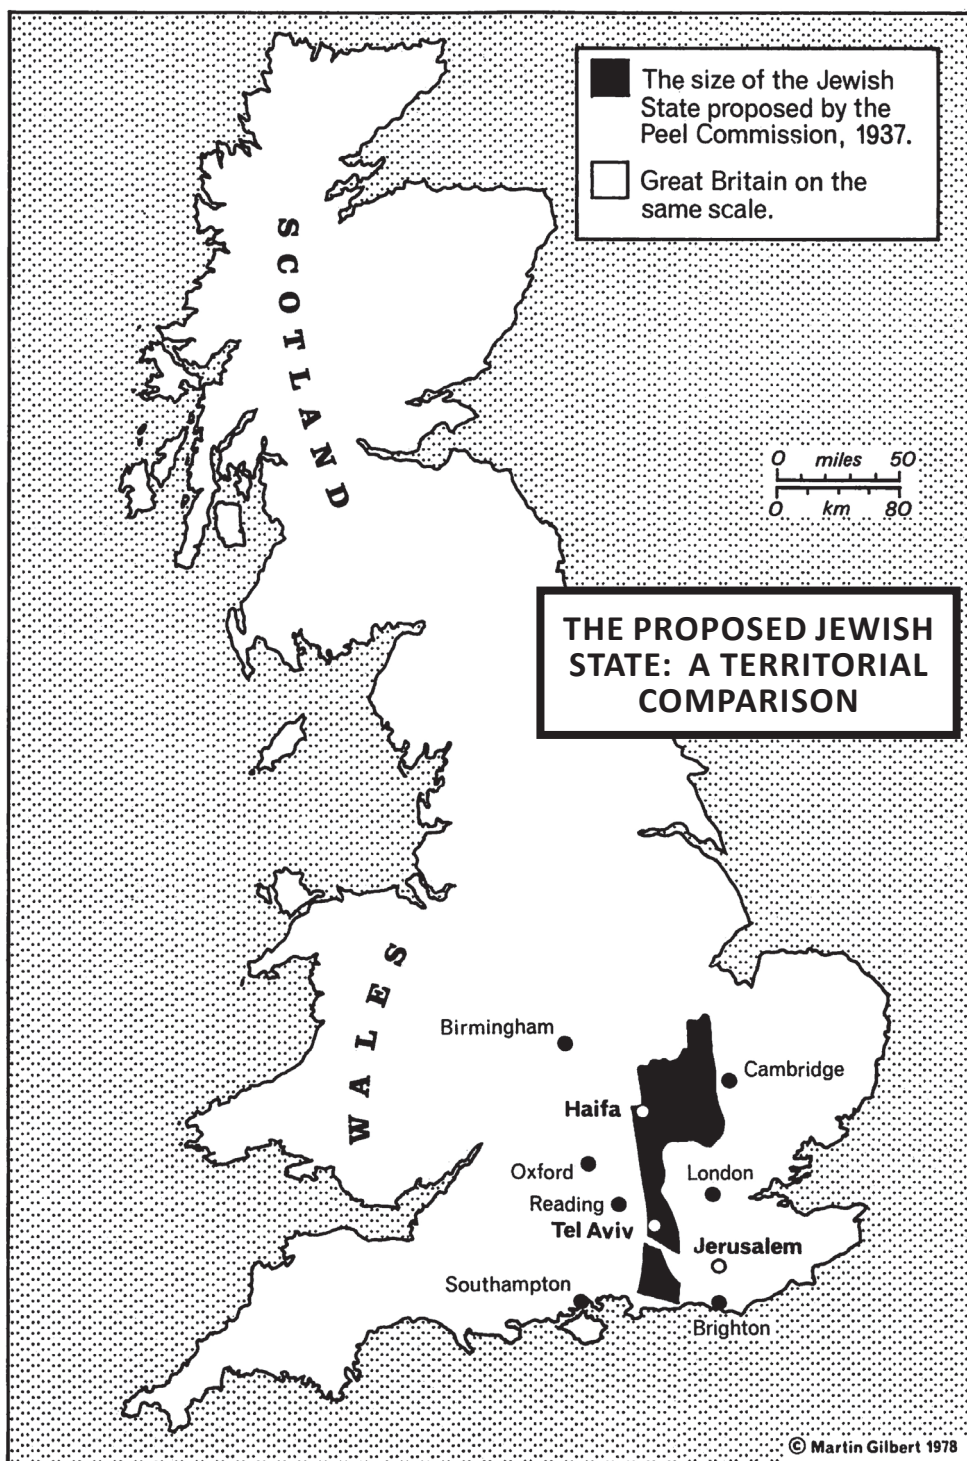 The size of the Jewish
State proposed by the
Peel Commission, 1937.
Great Britain on the
same scale.
SCOTLAND
0 miles 50
0 km 80
THE PROPOSED JEWISH
STATE: A TERRITORIAL
COMPARISON
WALES
Birmingham
Cambridge
Haifa
Oxford
London
Reading
Tel Aviv
Jerusalem
Southampton
Brighton
© Martin Gilbert 1978